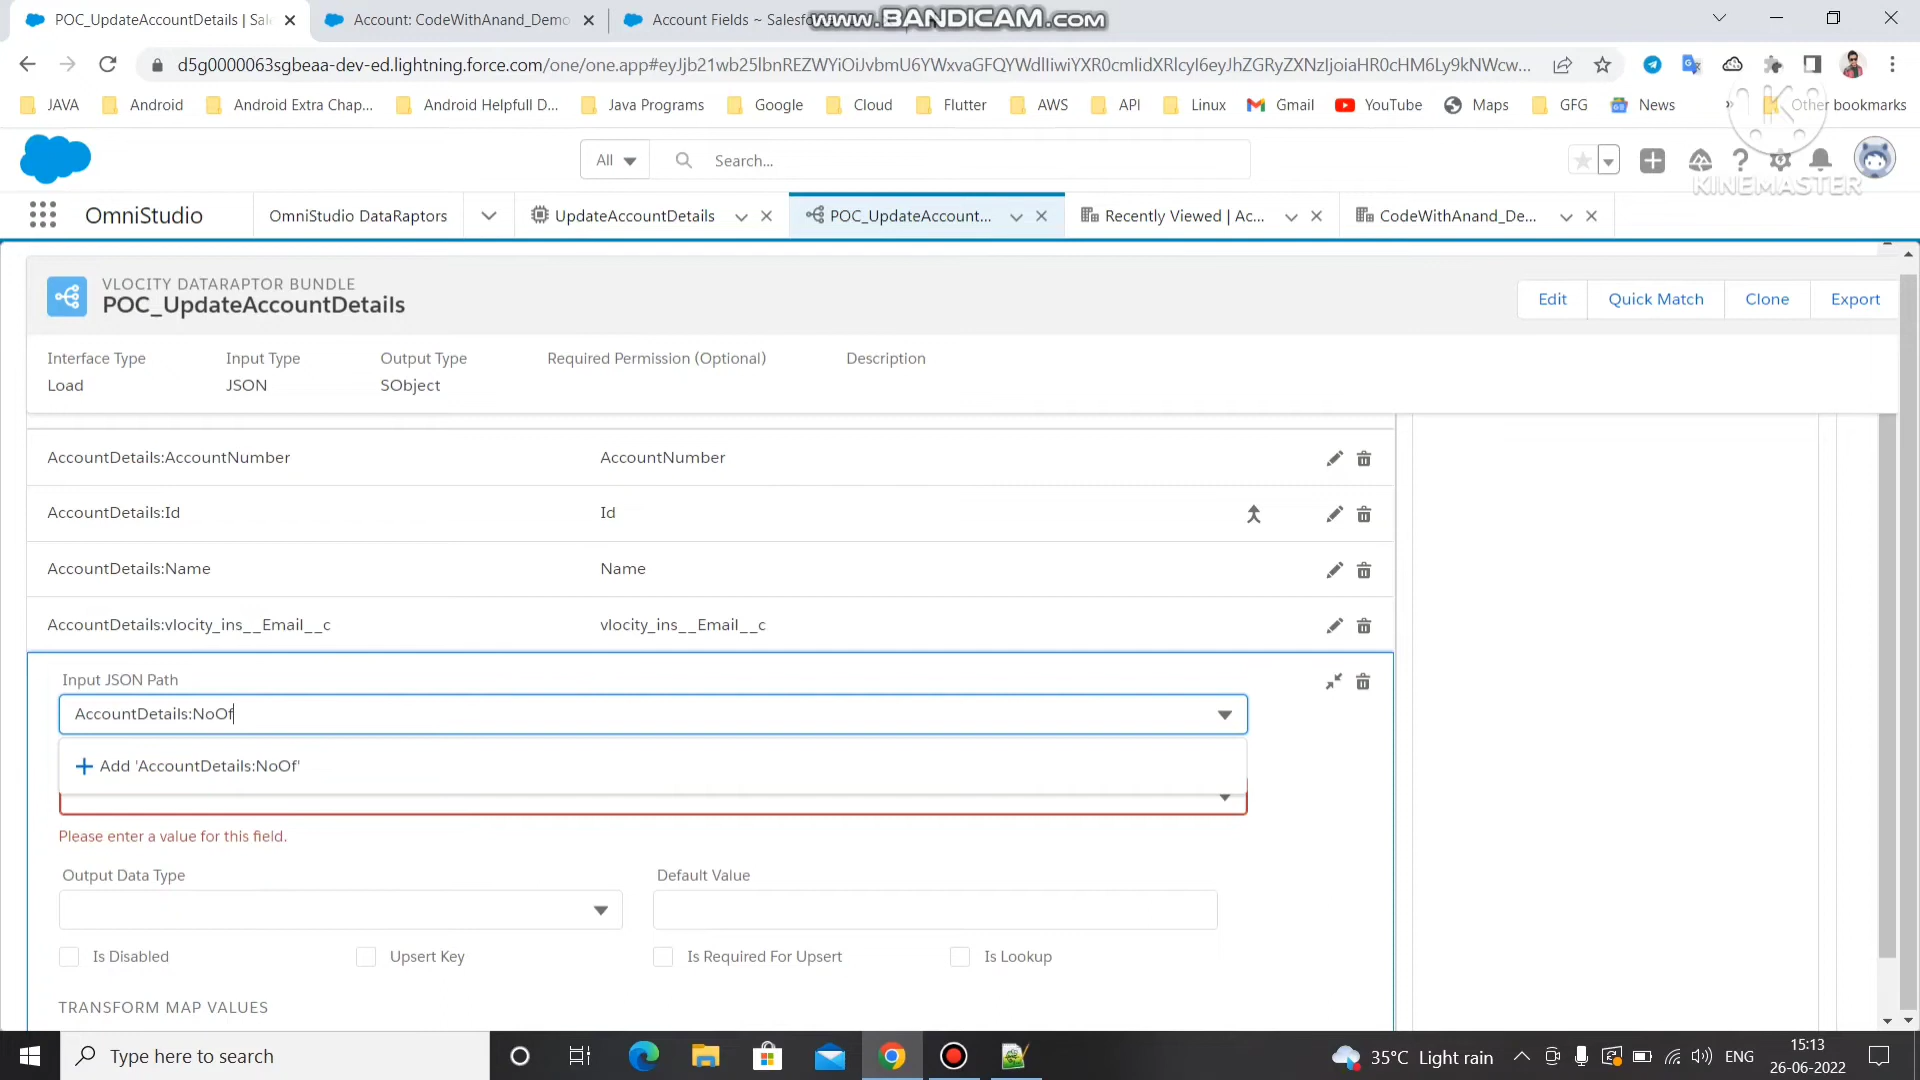 POC_UpdateAccountDetails | Sal
Account: CodeWithAnand_Demo
Account Fields ~ Salesfo
www.BANDICAM.com
d5g0000063sgbeaa-dev-ed.lightning.force.com/one/one.app#eyJjb21wb25lbnREZWYiOiJvbmU6YWxvaGFQYWdlIiwiYXR0cmlidXRlcyI6eyJhZGRyZXNzIjoiaHR0cHM6Ly9kNWcw...
JAVA
Android
Android Extra Chap...
Android Helpfull D...
Java Programs
Google
Cloud
Flutter
AWS
API
Linux
Gmail
YouTube
Maps
GFG
News
»
Other bookmarks
All
Search...
KINEMASTER
OmniStudio
OmniStudio DataRaptors
UpdateAccountDetails
POC_UpdateAccount...
Recently Viewed | Ac...
CodeWithAnand_De...
VLOCITY DATARAPTOR BUNDLE
POC_UpdateAccountDetails
Edit
Quick Match
Clone
Export
Interface Type
Input Type
Output Type
Required Permission (Optional)
Description
Load
JSON
SObject
AccountDetails:AccountNumber
AccountNumber
AccountDetails:Id
Id
AccountDetails:Name
Name
AccountDetails:vlocity_ins__Email__c
vlocity_ins__Email__c
Input JSON Path
AccountDetails:NoOf
Add 'AccountDetails:NoOf'
Please enter a value for this field.
Output Data Type
Default Value
Is Disabled
Upsert Key
Is Required For Upsert
Is Lookup
TRANSFORM MAP VALUES
Type here to search
35°C Light rain
ENG
15:13
26-06-2022